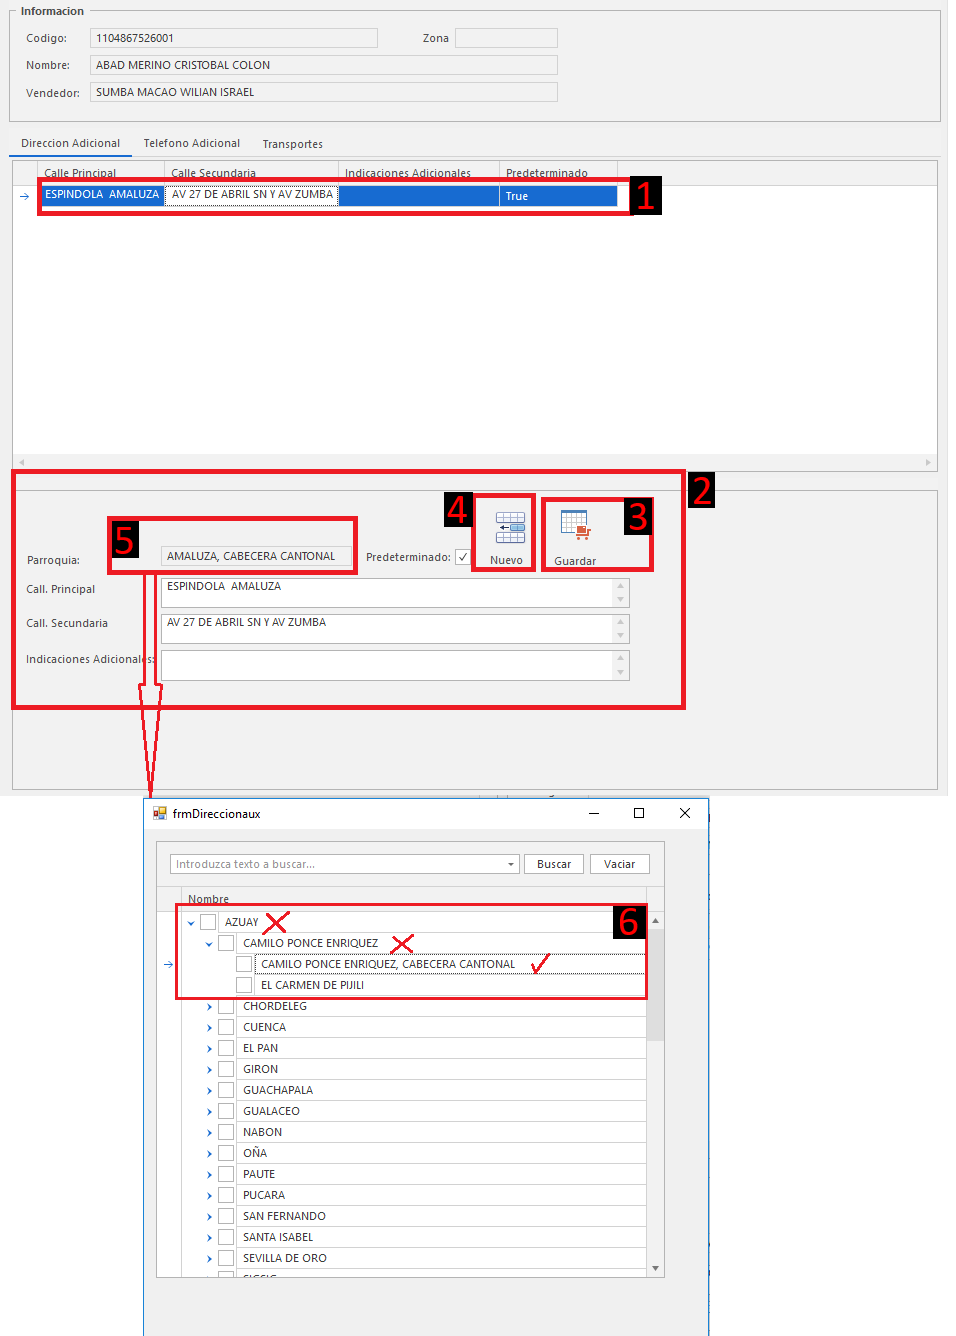 Informacion
Codigo: 1104867526001 Zona
Nombre: ABAD MERINO CRISTOBAL COLON
Vendedor: SUMBA MACAO WILIAN ISRAEL
Direccion Adicional Telefono Adicional Transportes
Calle Principal Calle Secundaria Indicaciones Adicionales Predeterminado
ESPINDOLA AMALUZA AV 27 DE ABRIL SN Y AV ZUMBA True 1
2
4 3
5
Parroquia: AMALUZA, CABECERA CANTONAL Predeterminado: Nuevo Guardar
Call. Principal ESPINDOLA AMALUZA
Call. Secundaria AV 27 DE ABRIL SN Y AV ZUMBA
Indicaciones Adicionales:
frmDireccionaux
Introduzca texto a buscar... Buscar Vaciar
Nombre
AZUAY 6
CAMILO PONCE ENRIQUEZ
CAMILO PONCE ENRIQUEZ, CABECERA CANTONAL
EL CARMEN DE PIJILI
CHORDELEG
CUENCA
EL PAN
GIRON
GUACHAPALA
GUALACEO
NABON
OÑA
PAUTE
PUCARA
SAN FERNANDO
SANTA ISABEL
SEVILLA DE ORO